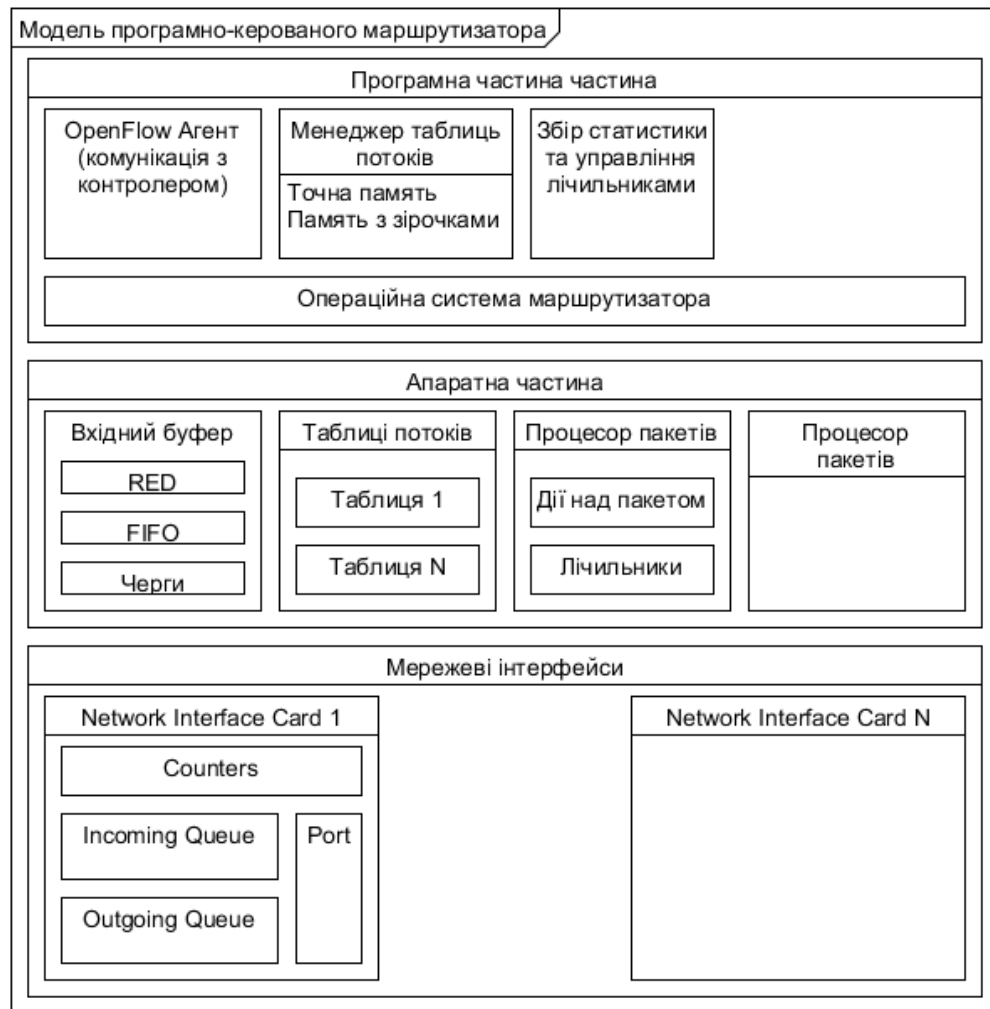 Модель програмно-керованого маршрутизатора
Програмна частина частина
OpenFlow Агент
(комунікація з
контролером)
Менеджер таблиць
потоків
Точна память
Память з зірочками
Збір статистики
та управління
лічильниками
Операційна система маршрутизатора
Апаратна частина
Вхідний буфер
RED
FIFO
Черги
Таблиці потоків
Таблиця 1
Таблиця N
Процесор пакетів
Дії над пакетом
Лічильники
Процесор
пакетів
Мережеві інтерфейси
Network Interface Card 1
Counters
Incoming Queue
Outgoing Queue
Port
Network Interface Card N